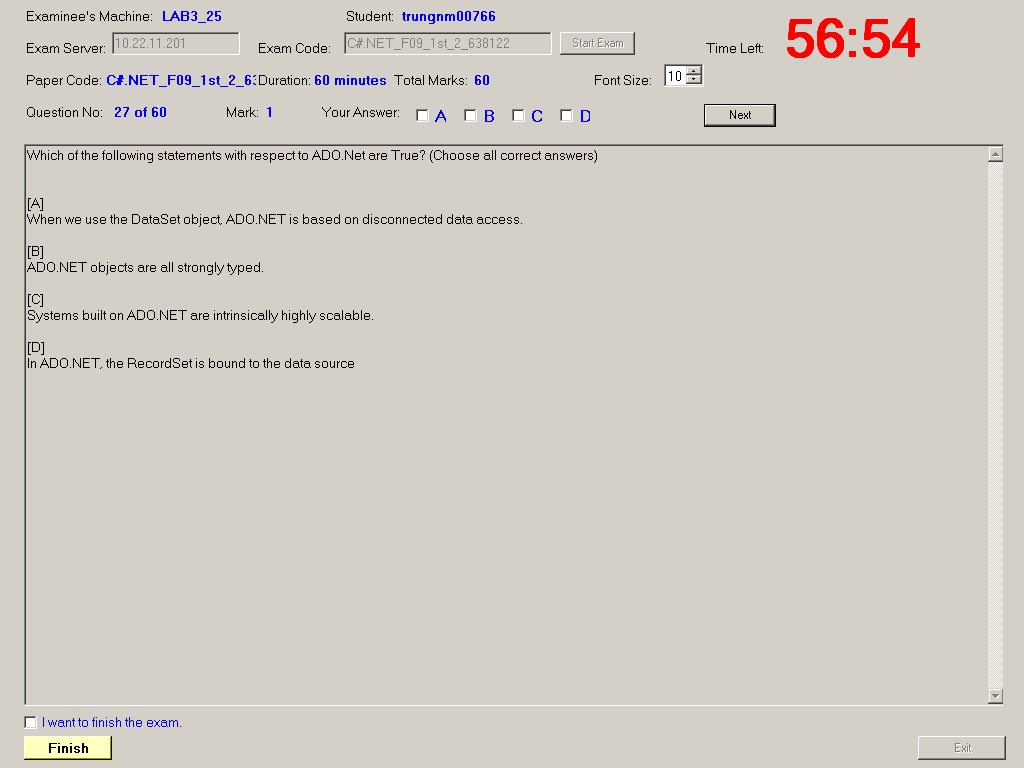 Examinee's Machine: LAB3_25 Student: trungnm00766
Exam Server: 10.22.11.201 Exam Code: C#.NET_F09_1st_2_638122 Start Exam Time Left: 56:54
Paper Code: C#.NET_F09_1st_2_6: Duration: 60 minutes Total Marks: 60 Font Size: 10
Question No: 27 of 60 Mark: 1 Your Answer: A B C D Next
Which of the following statements with respect to ADO.Net are True? (Choose all correct answers)
[A]
When we use the DataSet object, ADO.NET is based on disconnected data access.
[B]
ADO.NET objects are all strongly typed.
[C]
Systems built on ADO.NET are intrinsically highly scalable.
[D]
In ADO.NET, the RecordSet is bound to the data source
I want to finish the exam.
Finish Exit